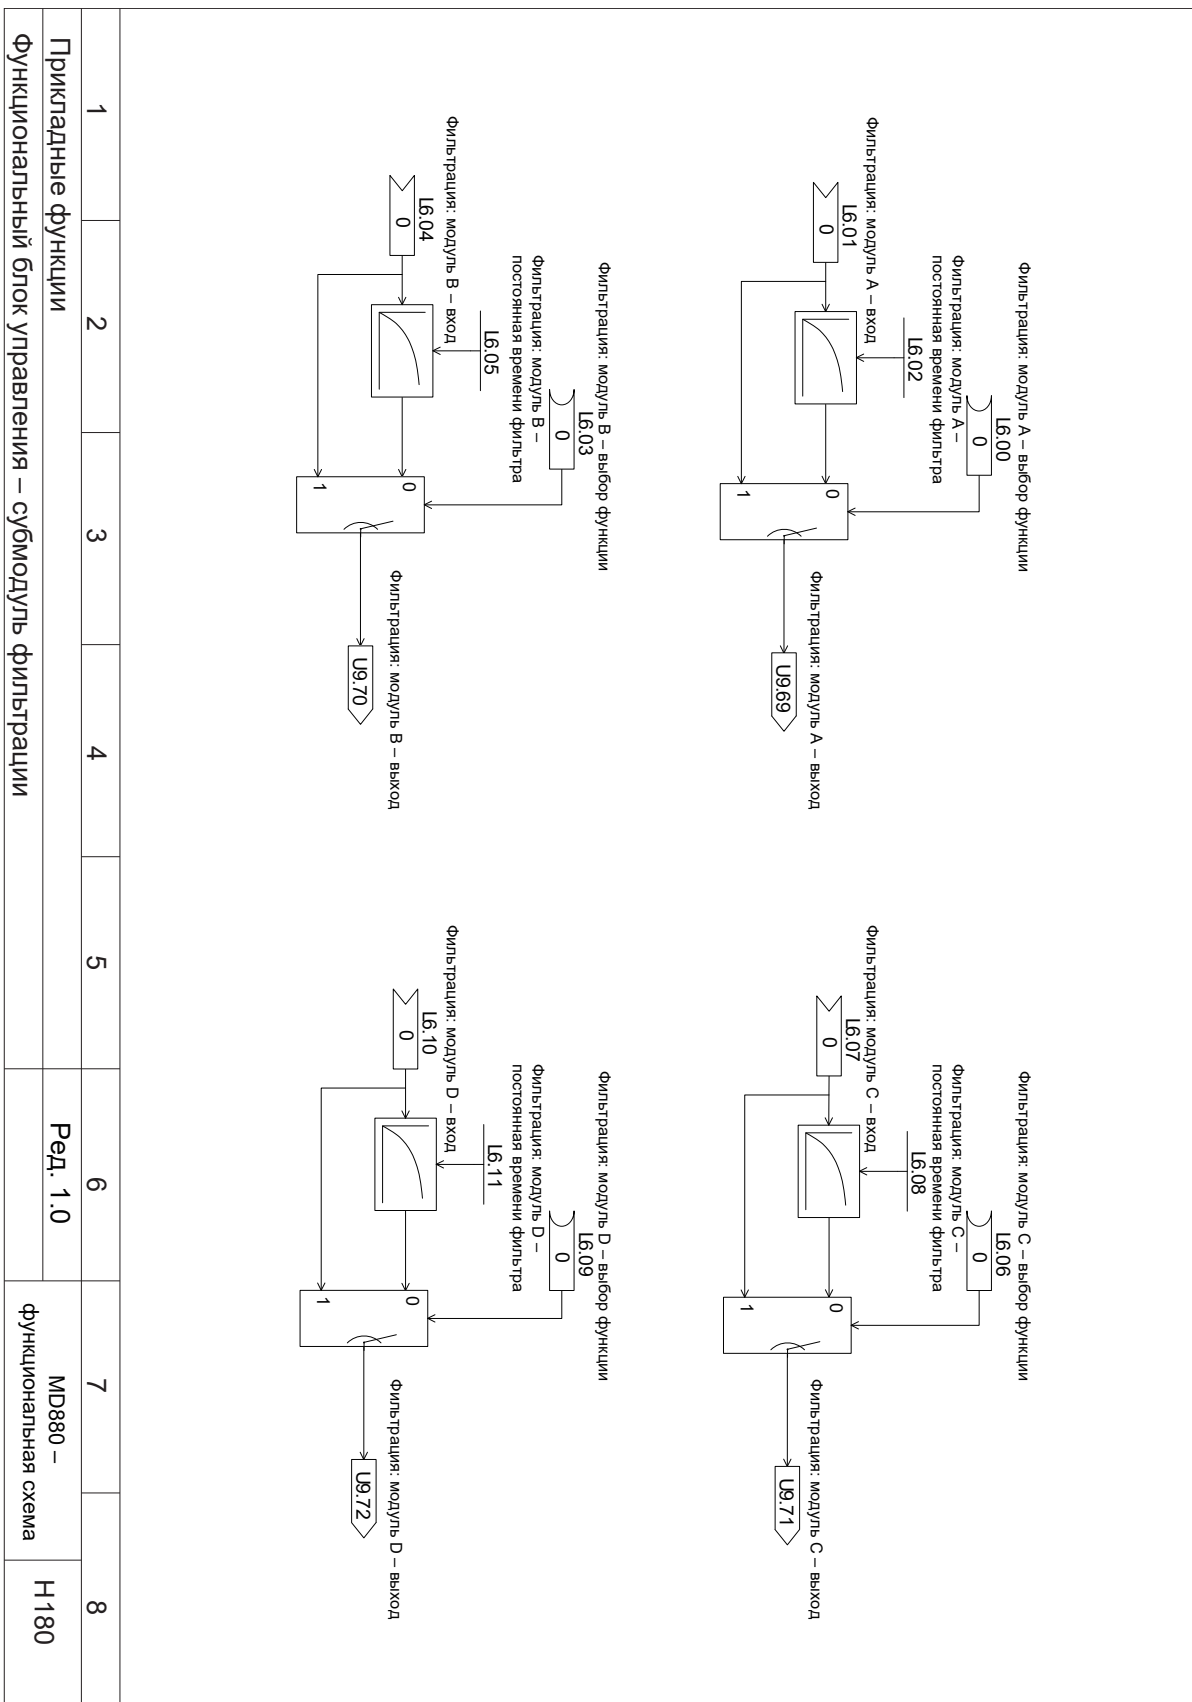 Фильтрация: модуль A – выбор функции
L6.00
0
Фильтрация: модуль A –
постоянная времени фильтра
L6.02
Фильтрация: модуль A – вход
L6.01
0
0
1
Фильтрация: модуль A – выход
U9.69
Фильтрация: модуль C – выбор функции
L6.06
0
Фильтрация: модуль C –
постоянная времени фильтра
L6.08
Фильтрация: модуль C – вход
L6.07
0
0
1
Фильтрация: модуль C – выход
U9.71
Фильтрация: модуль B – выбор функции
L6.03
0
Фильтрация: модуль B –
постоянная времени фильтра
L6.05
Фильтрация: модуль B – вход
L6.04
0
0
1
Фильтрация: модуль B – выход
U9.70
Фильтрация: модуль D – выбор функции
L6.09
0
Фильтрация: модуль D –
постоянная времени фильтра
L6.11
Фильтрация: модуль D – вход
L6.10
0
0
1
Фильтрация: модуль D – выход
U9.72
1 2 3 4 5 6 7 8
Прикладные функции
Ред. 1.0
MD880 –
функциональная схема
H180
Функциональный блок управления – субмодуль фильтрации